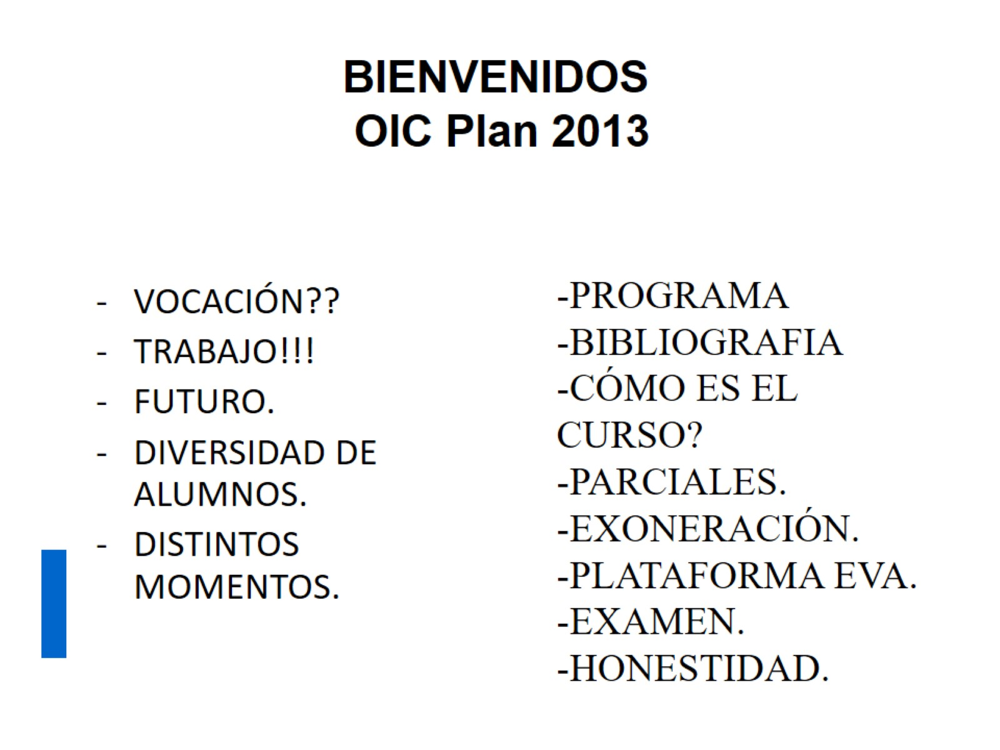 BIENVENIDOS
OIC Plan 2013
- VOCACIÓN??
- TRABAJO!!!
- FUTURO.
- DIVERSIDAD DE
ALUMNOS.
- DISTINTOS
MOMENTOS.
-PROGRAMA
-BIBLIOGRAFIA
-CÓMO ES EL
CURSO?
-PARCIALES.
-EXONERACIÓN.
-PLATAFORMA EVA.
-EXAMEN.
-HONESTIDAD.